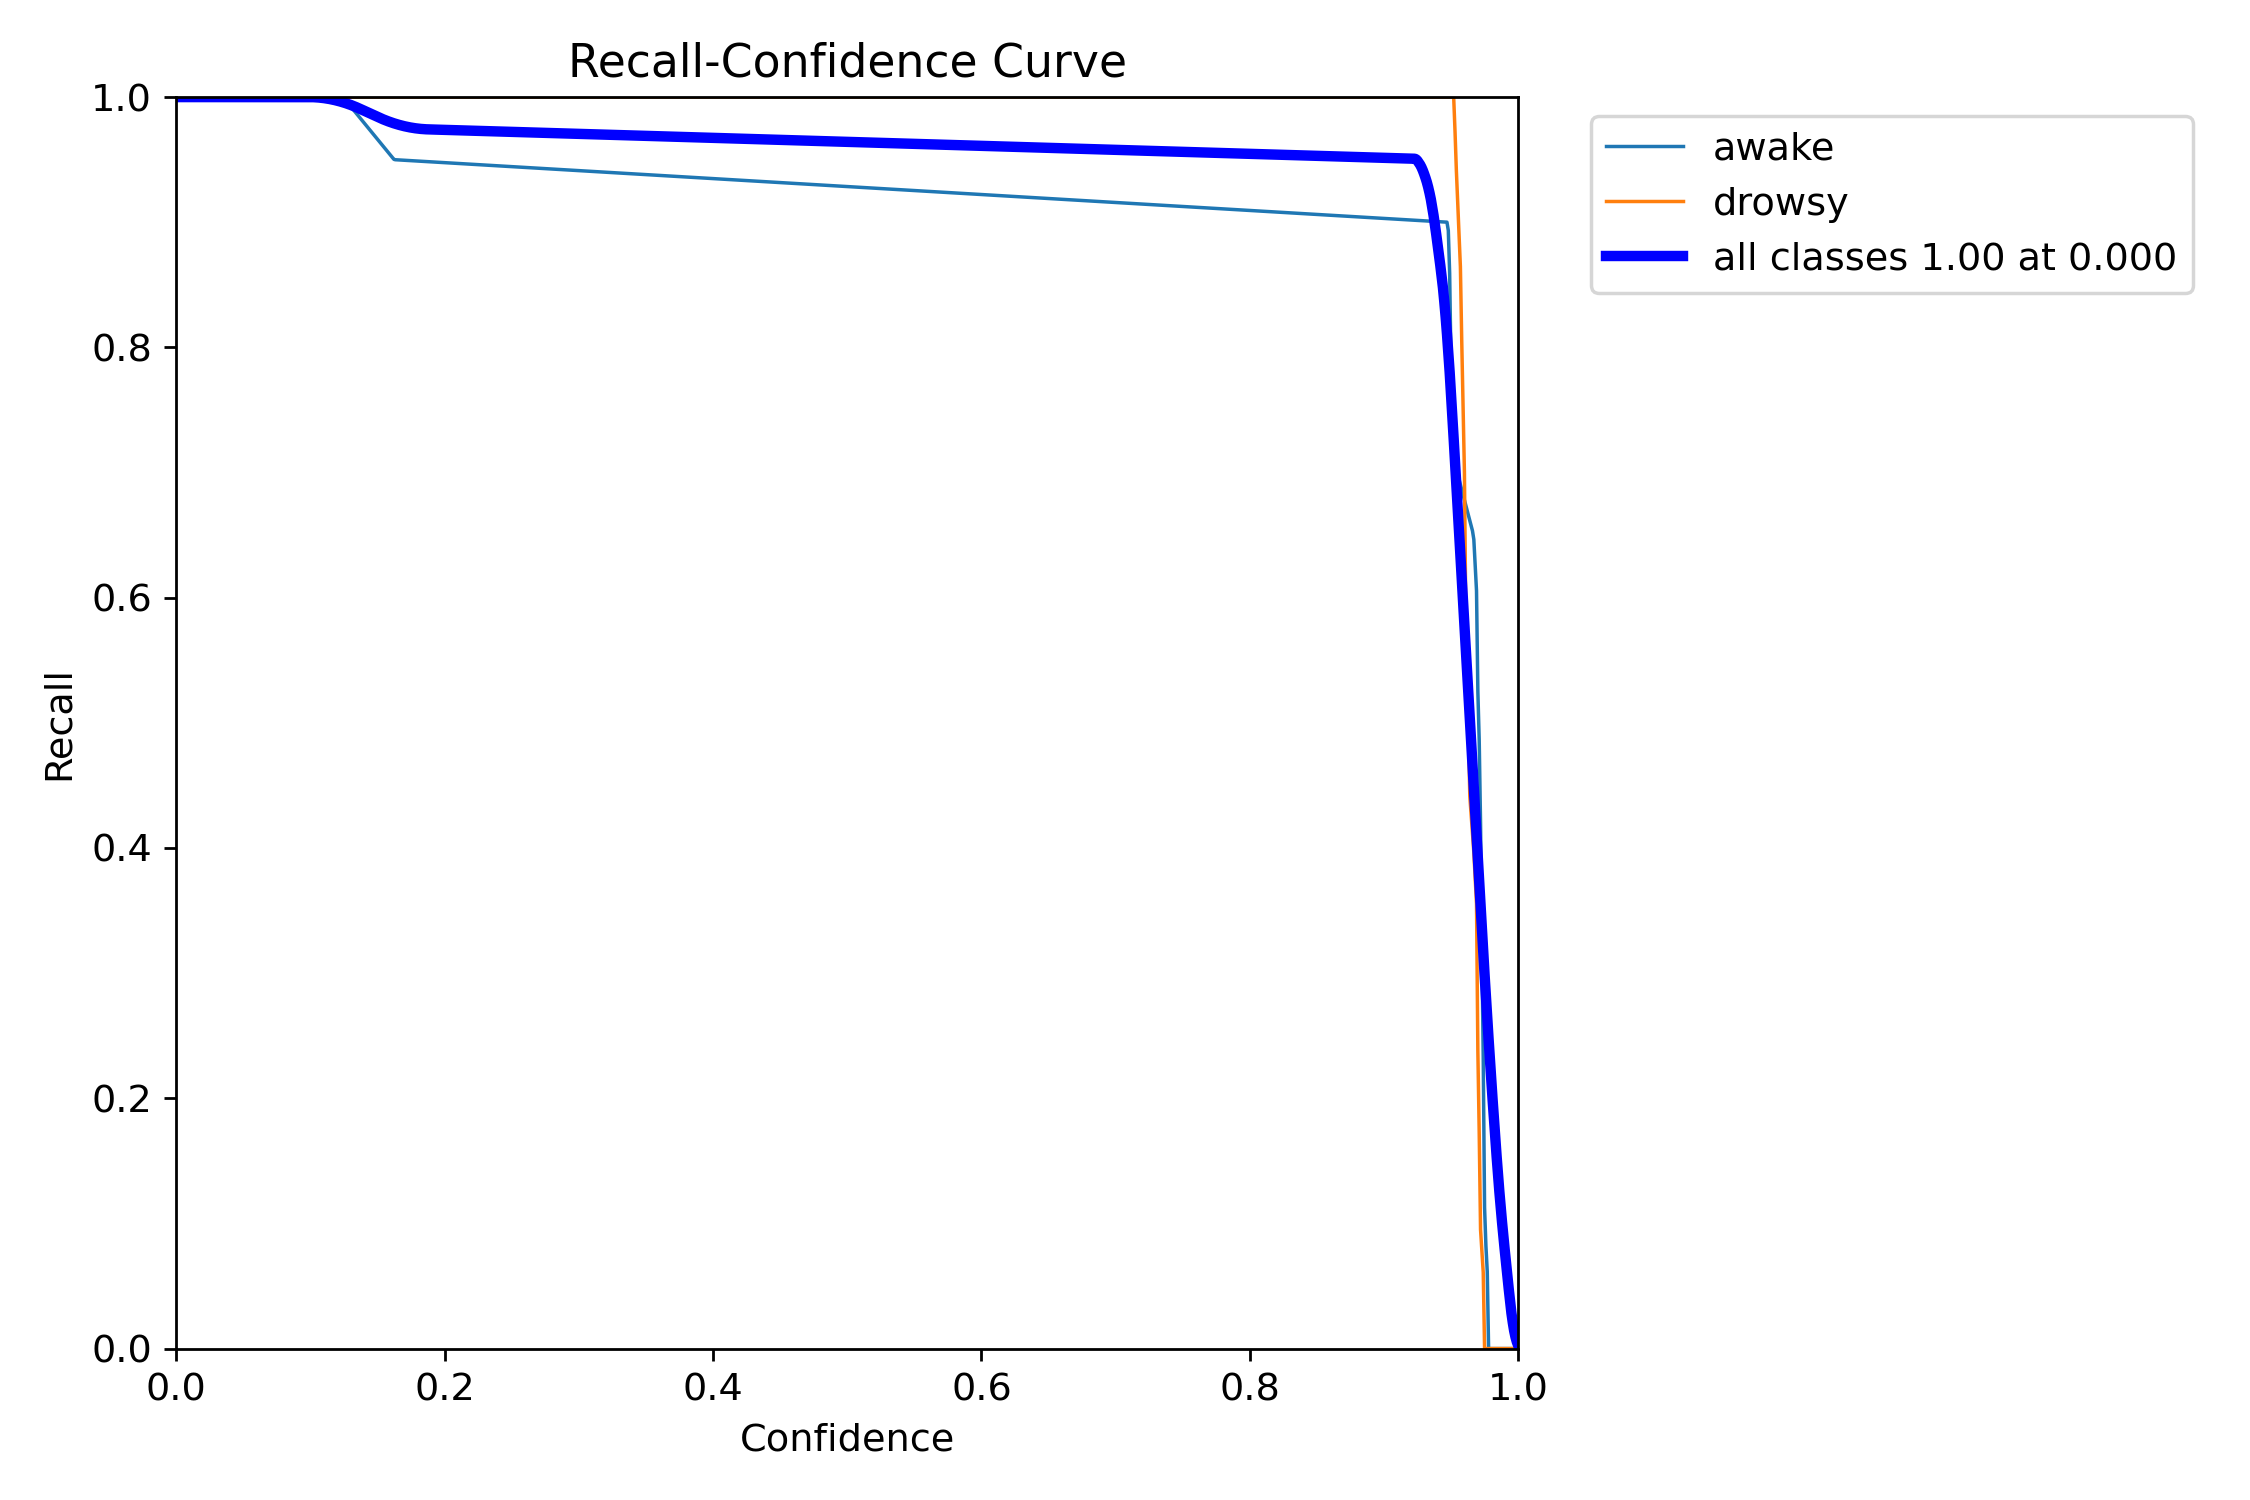 Recall-Confidence Curve
1.0
0.8
0.6
0.4
0.2
0.0
Recall
0.0 0.2 0.4 0.6 0.8 1.0
Confidence
awake
drowsy
all classes 1.00 at 0.000